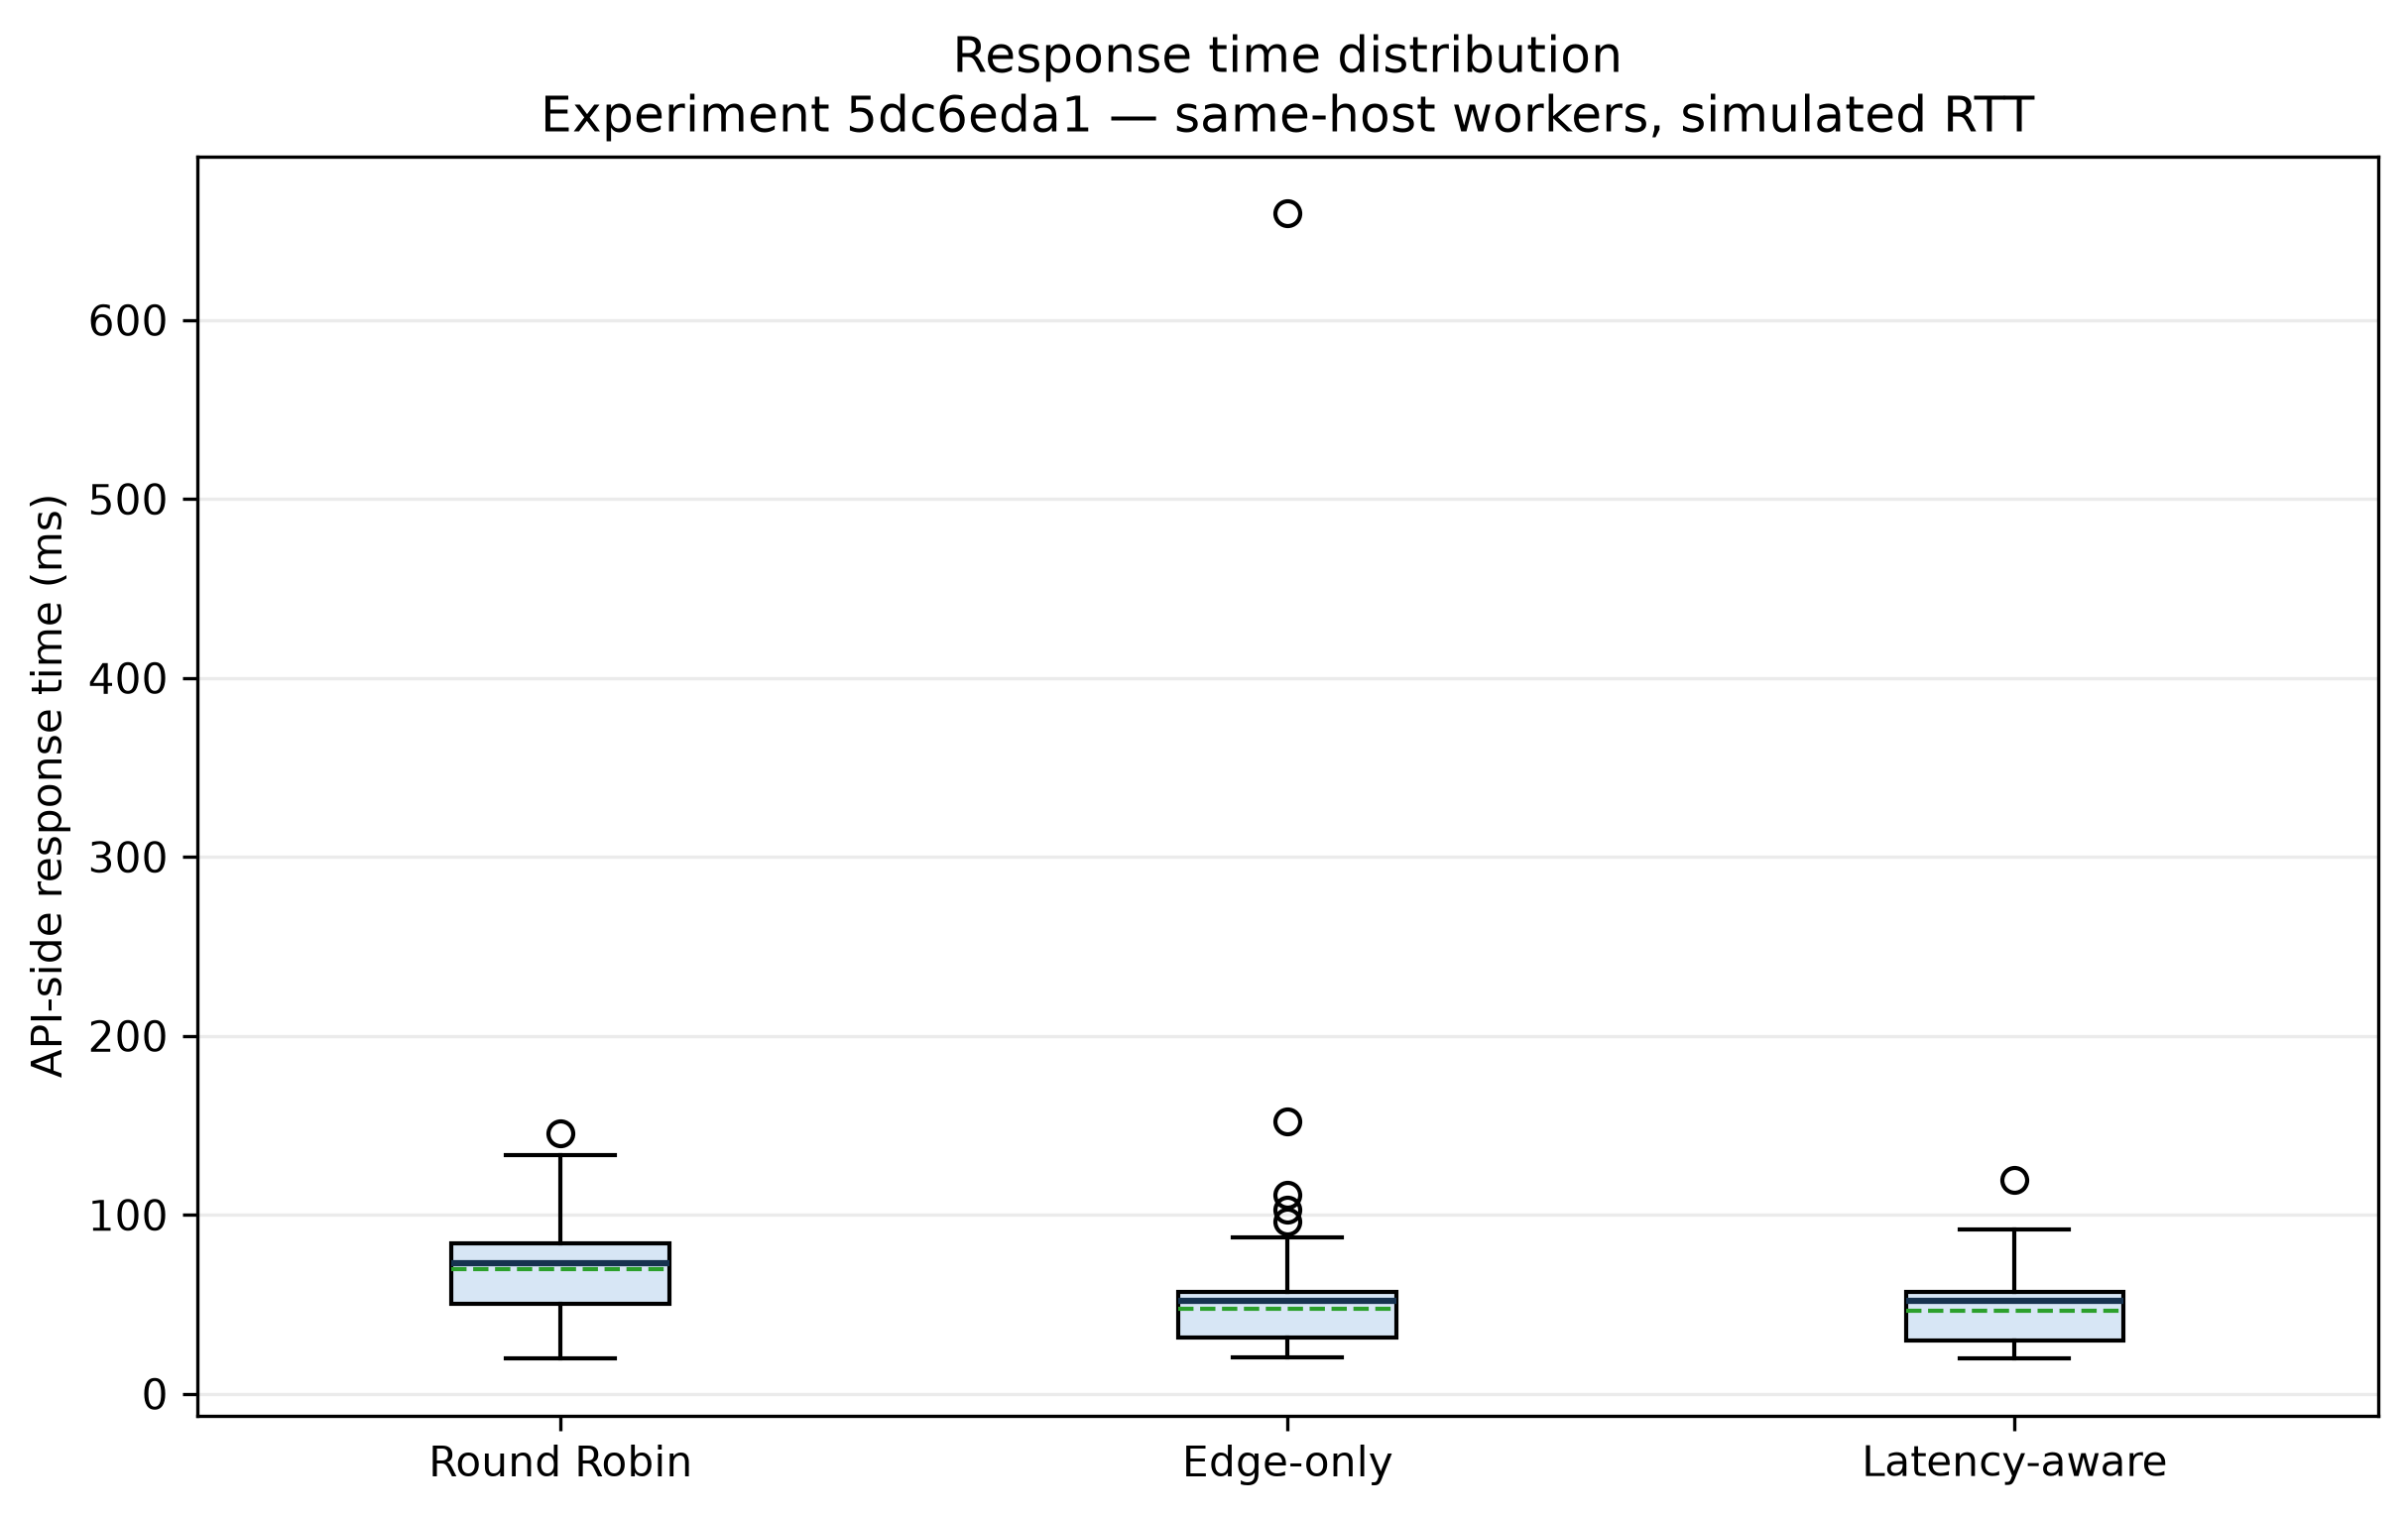 Response time distribution
Experiment 5dc6eda1 — same-host workers, simulated RTT
API-side response time (ms)
600
500
400
300
200
100
0
Round Robin
Edge-only
Latency-aware